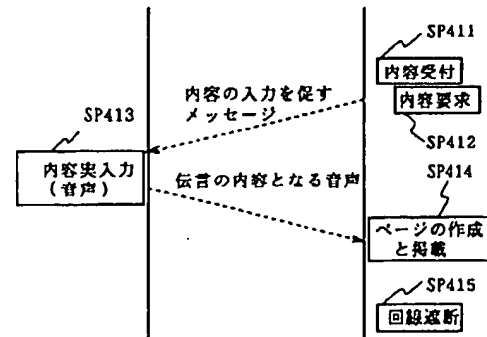 SP411
内容受付
内容の入力を促す
メッセージ
内容要求
SP413
SP412
内容実入力
(音声)
伝言の内容となる音声
SP414
ページの作成
と掲載
SP415
回線遮断